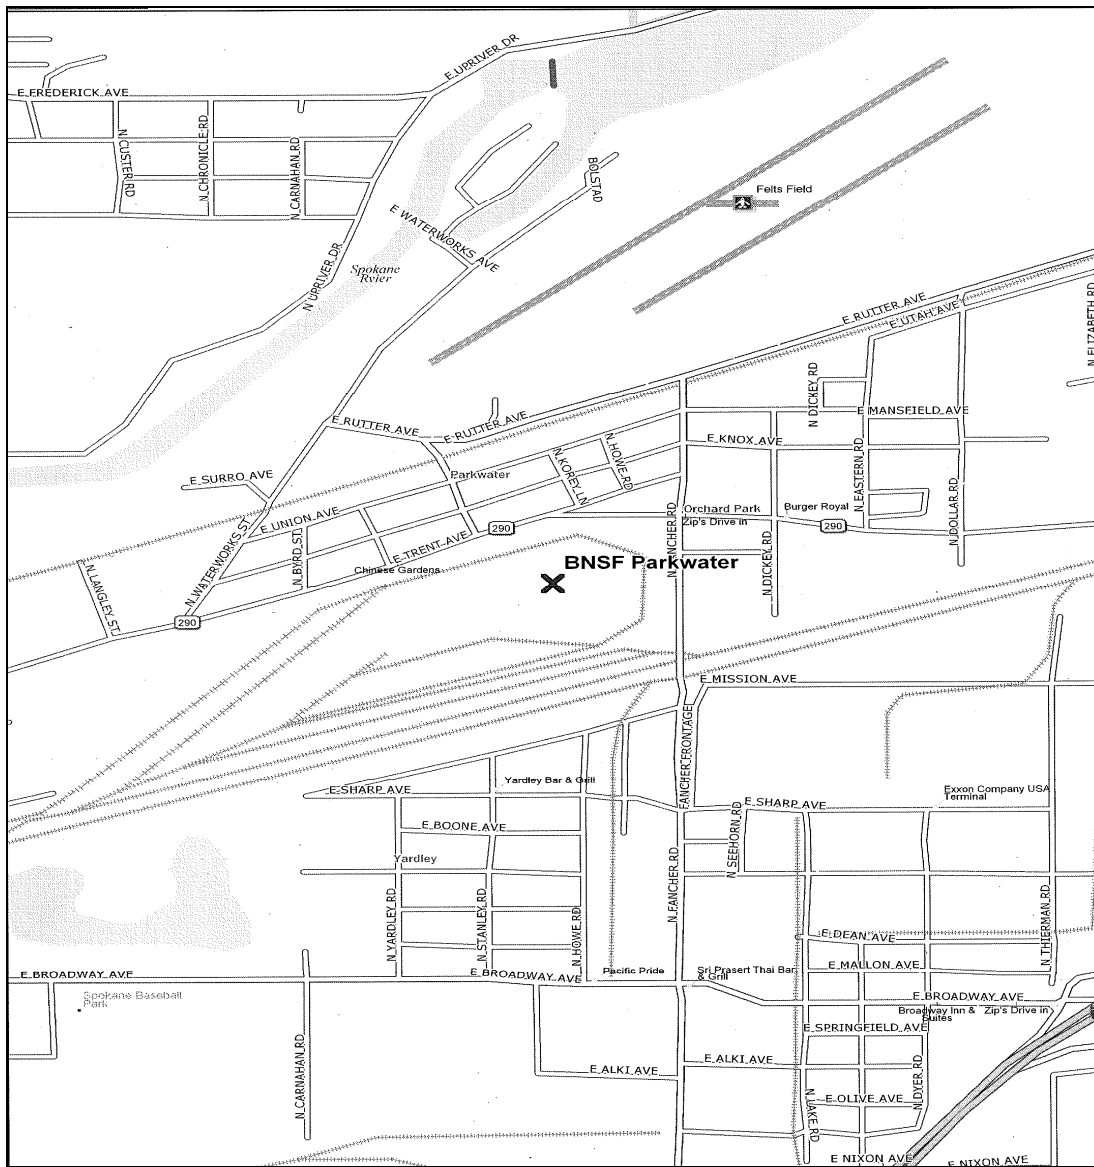 E UPRIVER DR
E FREDERICK AVE
N CUSTER RD
N CHRONICLE RD
N CARNAHAN RD
BOLSTAD
Felts Field
E WATERWORKS AVE
Spokane
Rvier
N UPRIVER DR
E RUTTER AVE
E UTAH AVE
N ELIZABETH RD
N DICKEY RD
E MANSFIELD AVE
E RUTTER AVE
E RUTTER AVE
E KNOX AVE
N HOWE RD
N KOREY LN
N EASTERN RD
E SURRO AVE
Parkwater
N DOLLAR RD
Orchard Park
Burger Royal
Zip's Drive in
E UNION AVE
290
290
N WATERWORKS ST
N BYRD ST
E TRENT AVE
N FANCHER RD
N DICKEY RD
Chinese Gardens
BNSF Parkwater
N LANGLEY ST
290
E MISSION AVE
FANCHER FRONTAGE
Yardley Bar & Grill
E SHARP AVE
E SHARP AVE
Exxon Company USA
Terminal
E BOONE AVE
N SEEHORN RD
Yardley
N YARDLEY RD
N STANLEY RD
N HOWE RD
N FANCHER RD
N THIERMAN RD
E DEAN AVE
E MALLON AVE
E BROADWAY AVE
E BROADWAY AVE
Pacific Pride
Sri Prasert Thai Bar
& Grill
Spokane Baseball
Park
E BROADWAY AVE
Broadway Inn &
Suites
Zip's Drive in
E SPRINGFIELD AVE
E ALKI AVE
E ALKI AVE
N CARNAHAN RD
N LAKE RD
N DYER RD
E OLIVE AVE
E NIXON AVE
E NIXON AVE